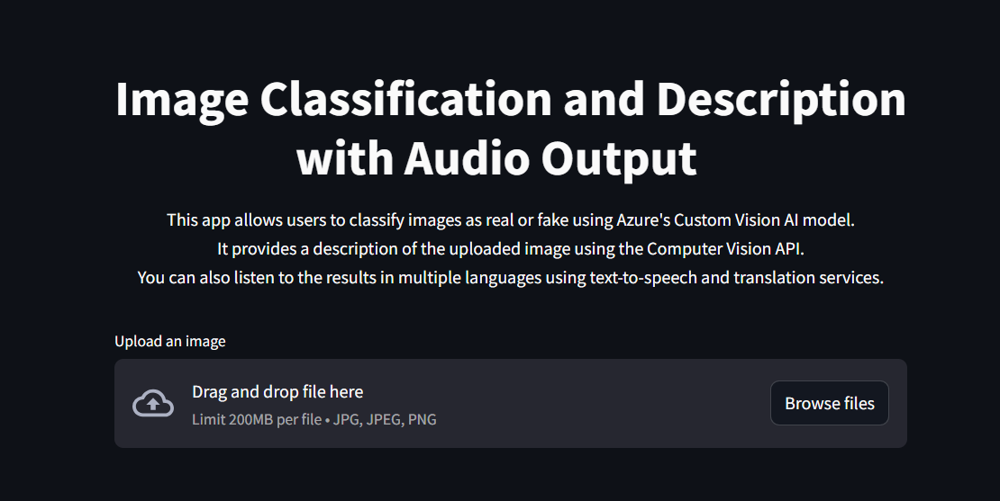 Image Classification and Description
with Audio Output
This app allows users to classify images as real or fake using Azure's Custom Vision AI model.
It provides a description of the uploaded image using the Computer Vision API.
You can also listen to the results in multiple languages using text-to-speech and translation services.
Upload an image
Drag and drop file here
Limit 200MB per file • JPG, JPEG, PNG
Browse files